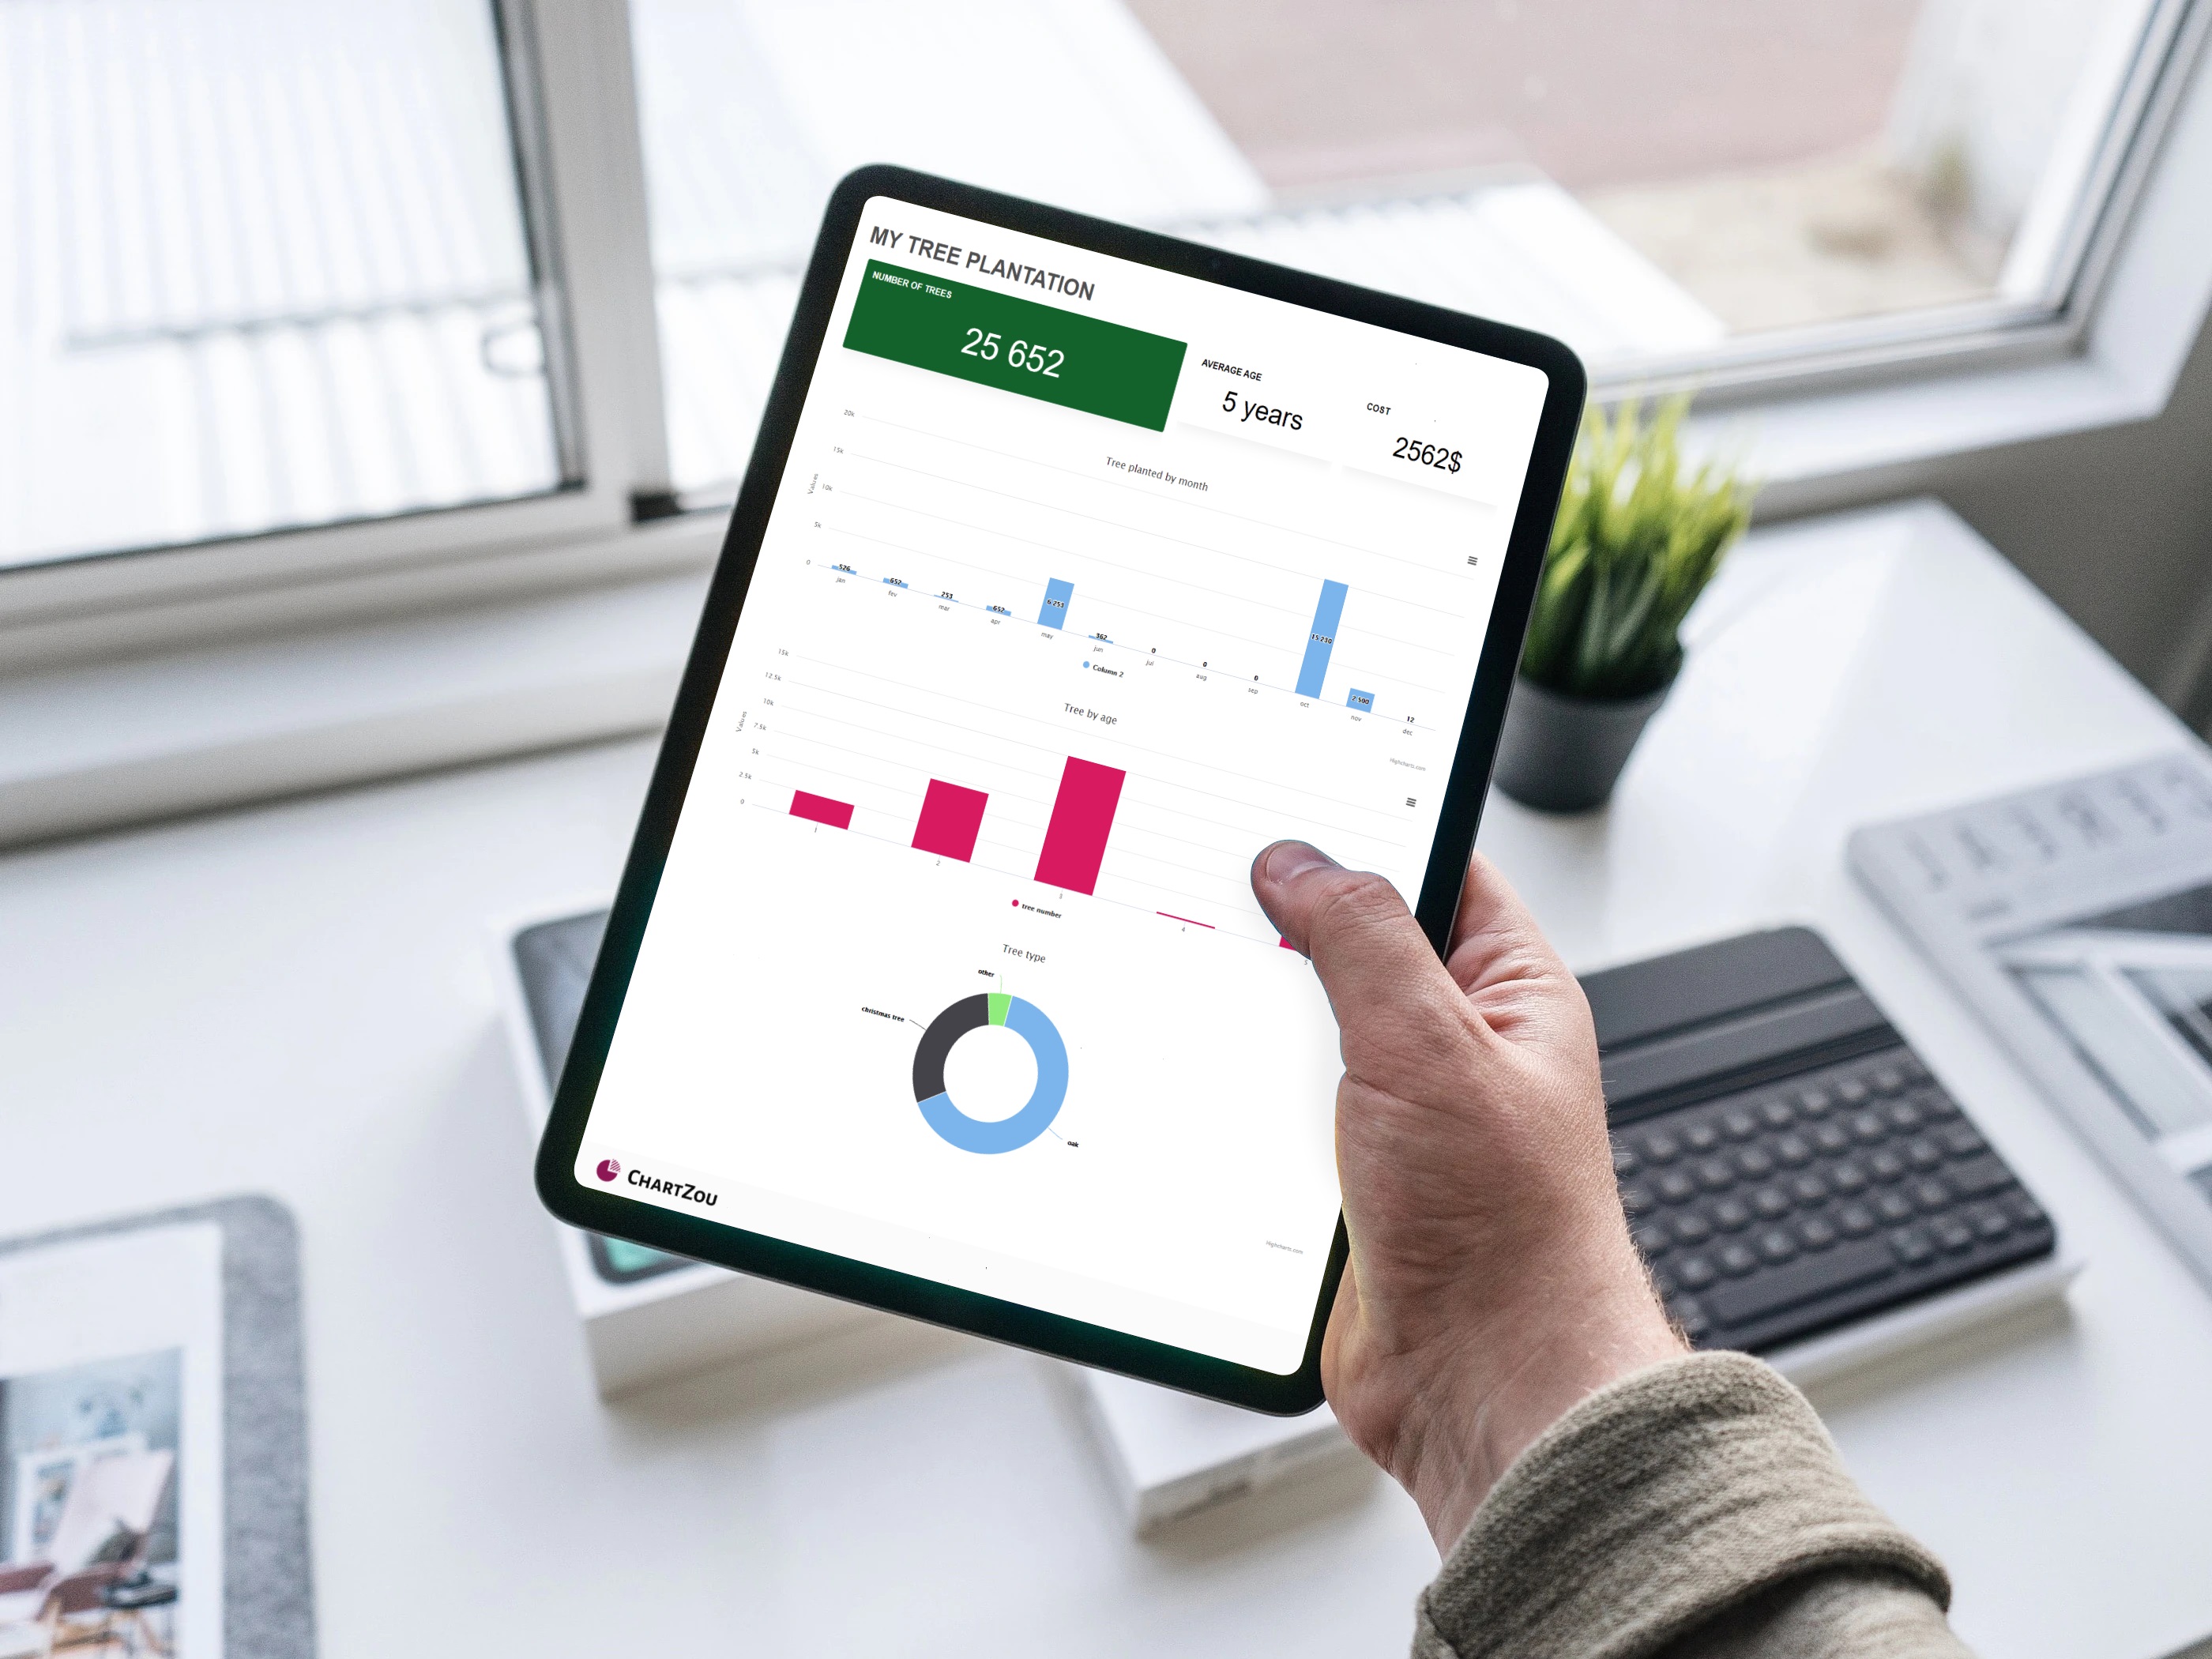 MY TREE PLANTATION
NUMBER OF TREES
25 652
AVERAGE AGE
5 years
COST
2562$
Tree planted by month
Values
20k
15k
10k
5k
0
526
652
253
652
6 253
362
0
0
0
15 230
2 500
12
jan
fev
mar
apr
may
jun
jul
aug
sep
oct
nov
dec
Column 2
Highcharts.com
Tree by age
Values
15k
12.5k
10k
7.5k
5k
2.5k
0
1
2
3
4
5
tree number
Tree type
other
christmas tree
oak
CHARTZOU
Highcharts.com